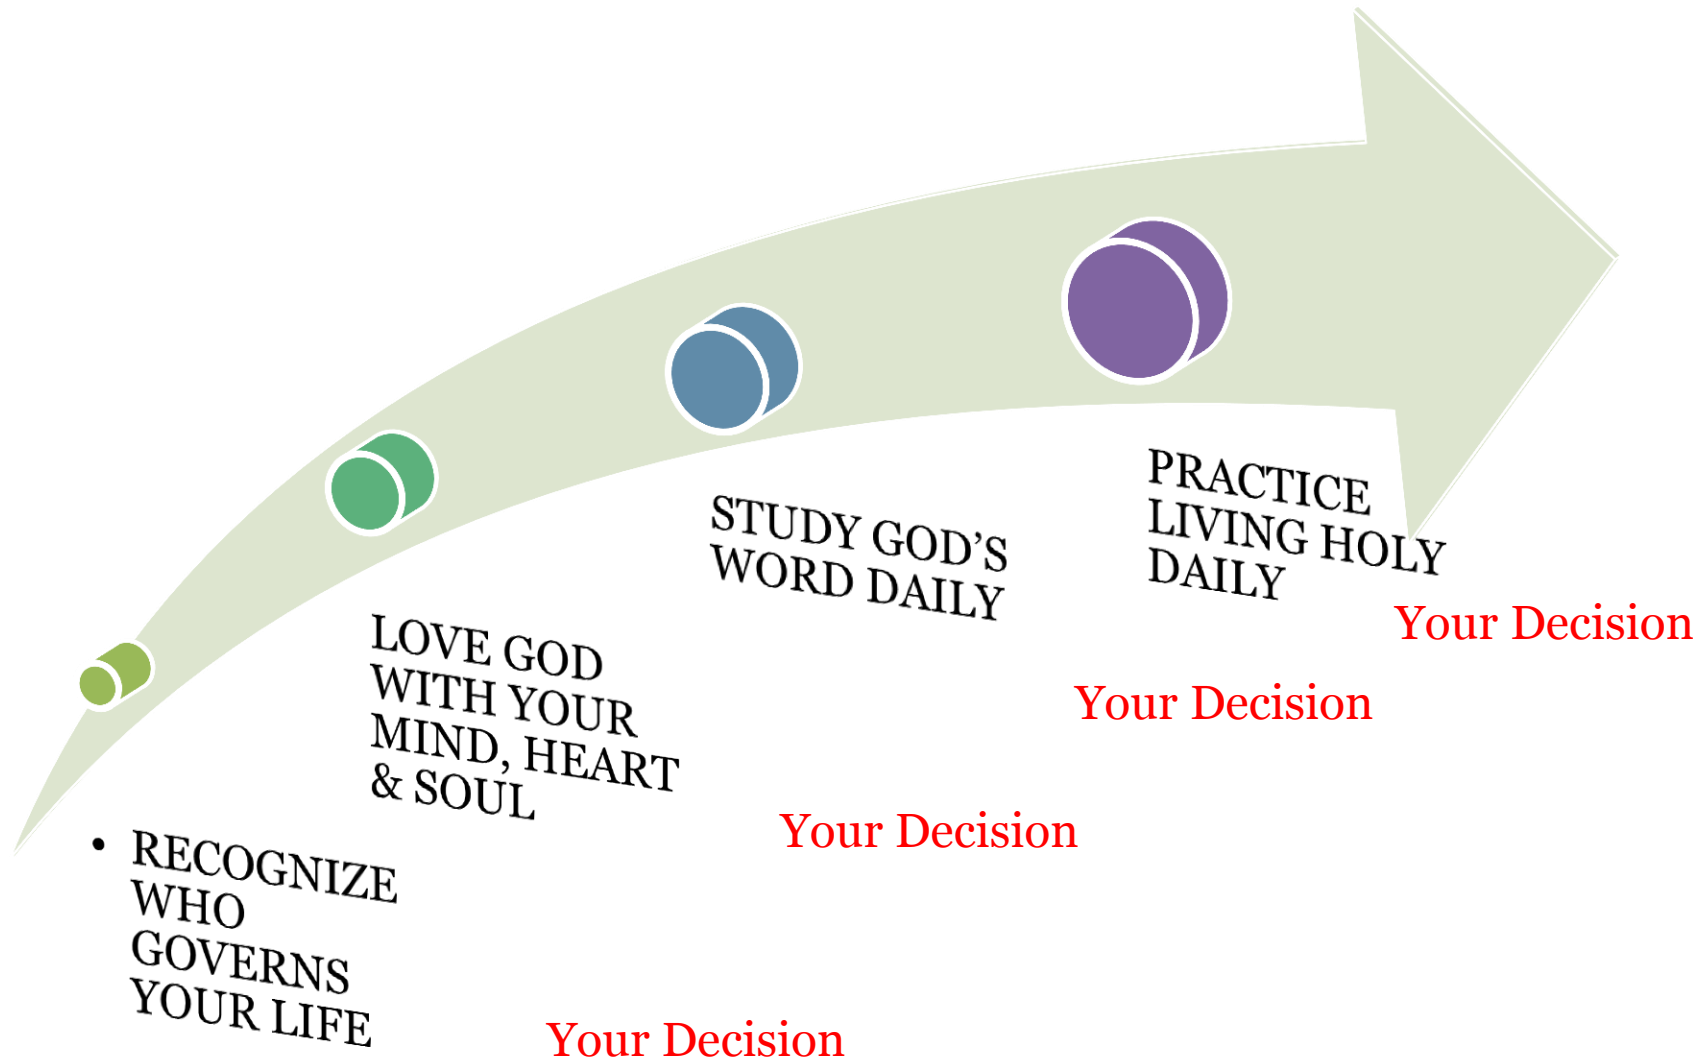 PRACTICE
LIVING HOLY
DAILY
Your Decision
STUDY GOD’S
WORD DAILY
Your Decision
LOVE GOD
WITH YOUR
MIND, HEART
& SOUL
Your Decision
• RECOGNIZE
WHO
GOVERNS
YOUR LIFE
Your Decision